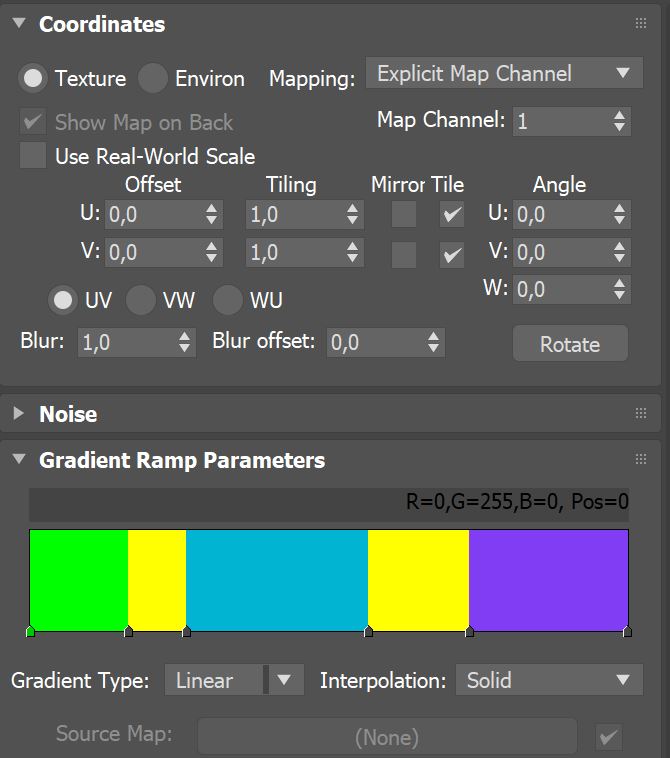 Coordinates
Texture Environ Mapping: Explicit Map Channel
Show Map on Back Map Channel: 1
Use Real-World Scale
Offset Tiling Mirror Tile Angle
U: 0,0 1,0 U: 0,0
V: 0,0 1,0 V: 0,0
W: 0,0
UV VW WU
Blur: 1,0 Blur offset: 0,0 Rotate
Noise
Gradient Ramp Parameters
R=0,G=255,B=0, Pos=0
Gradient Type: Linear Interpolation: Solid
Source Map: (None)